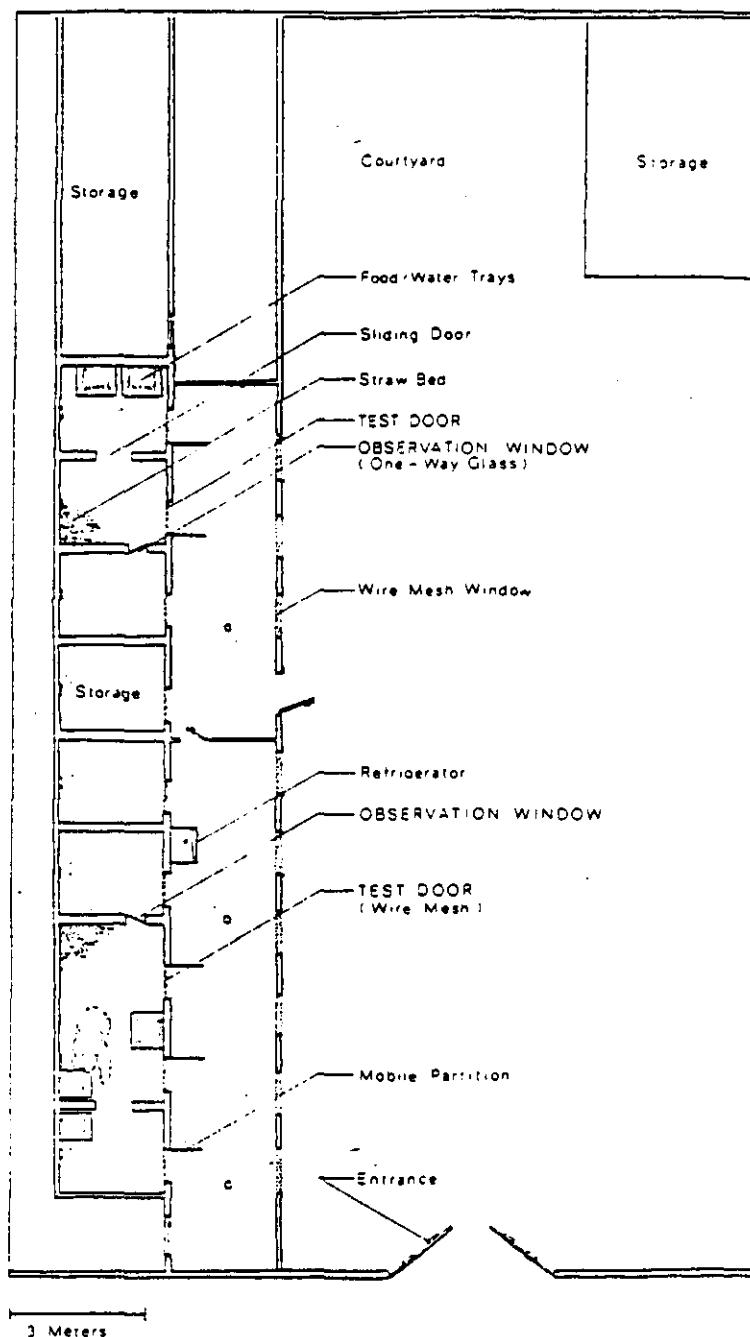 Courtyard
Storage
Storage
Food/Water Trays
Sliding Door
Straw Bed
TEST DOOR
OBSERVATION WINDOW
(One-Way Glass)
Wire Mesh Window
Storage
Refrigerator
OBSERVATION WINDOW
TEST DOOR
(Wire Mesh)
Mobile Partition
Entrance
3 Meters